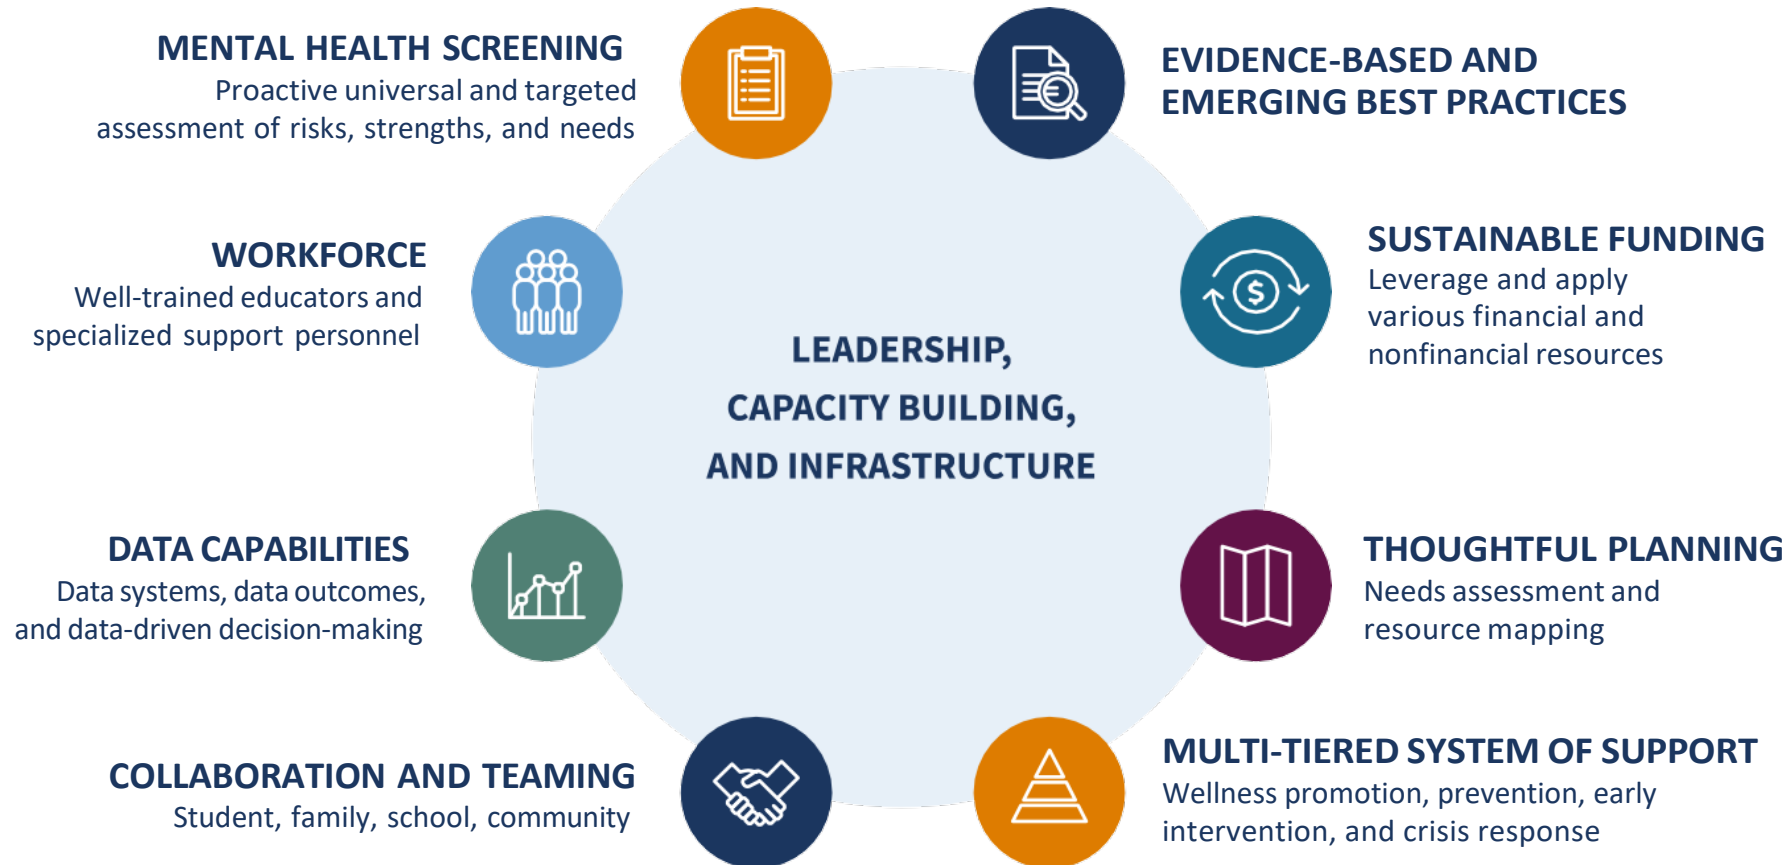 MENTAL HEALTH SCREENING
Proactive universal and targeted
assessment of risks, strengths, and needs
EVIDENCE-BASED AND
EMERGING BEST PRACTICES
WORKFORCE
Well-trained educators and
specialized support personnel
SUSTAINABLE FUNDING
Leverage and apply
various financial and
nonfinancial resources
$
LEADERSHIP,
CAPACITY BUILDING,
AND INFRASTRUCTURE
DATA CAPABILITIES
Data systems, data outcomes,
and data-driven decision-making
THOUGHTFUL PLANNING
Needs assessment and
resource mapping
COLLABORATION AND TEAMING
Student, family, school, community
MULTI-TIERED SYSTEM OF SUPPORT
Wellness promotion, prevention, early
intervention, and crisis response